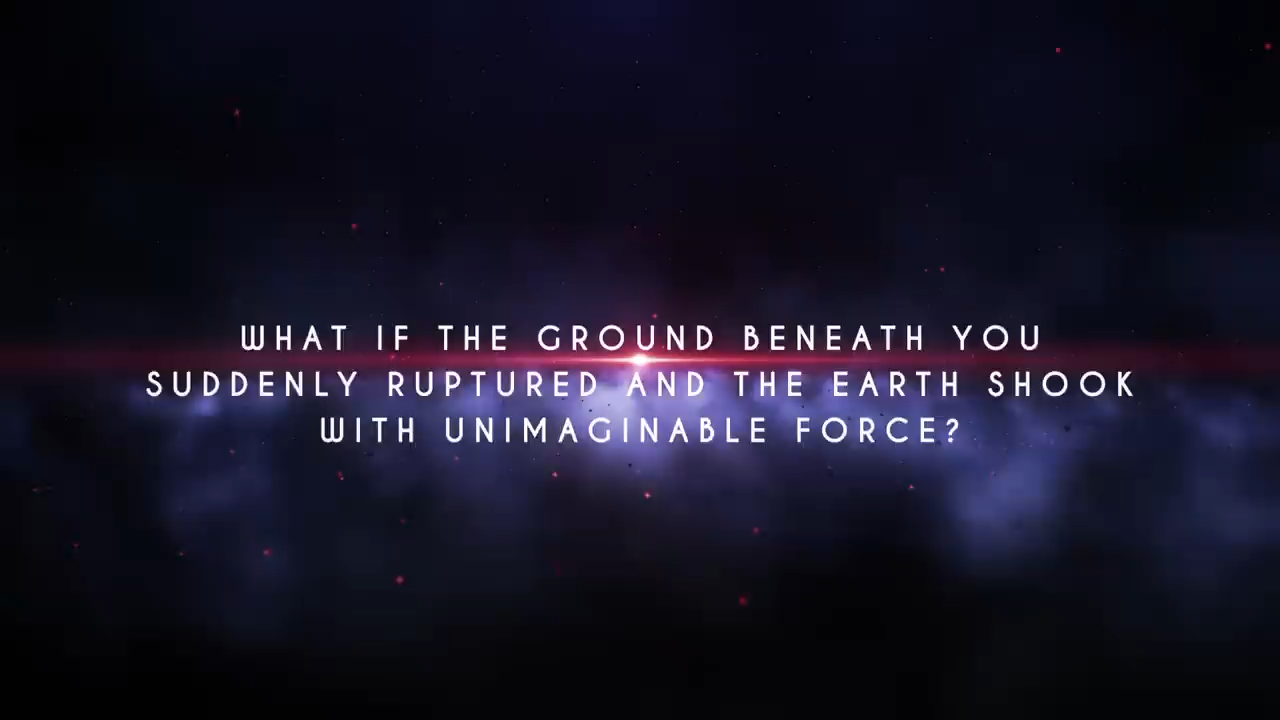 WHAT IF THE GROUND BENEATH YOU
SUDDENLY RUPTURED AND THE EARTH SHOOK
WITH UNIMAGINABLE FORCE?